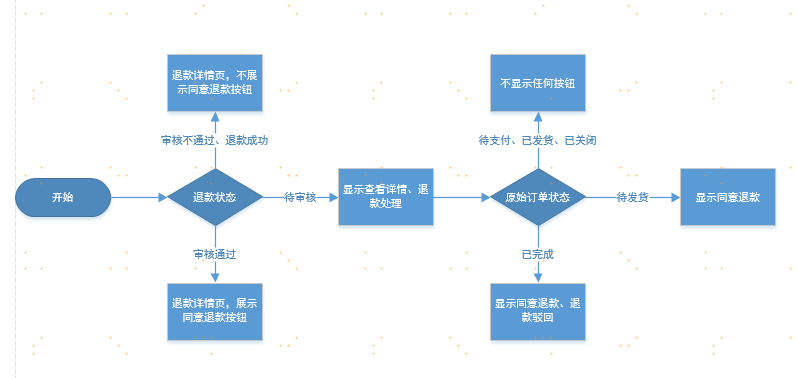 退款详情页，不展
示同意退款按钮
不显示任何按钮
审核不通过、退款成功
待支付、已发货、已关闭
开始
退款状态
待审核
显示查看详情、退
款处理
原始订单状态
待发货
显示同意退款
审核通过
已完成
退款详情页，展示
同意退款按钮
显示同意退款、退
款驳回